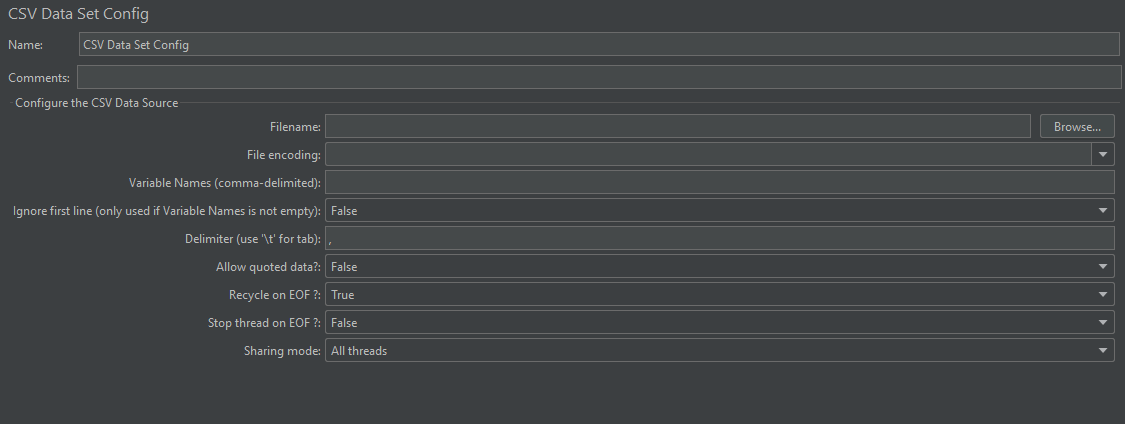 CSV Data Set Config
Name: CSV Data Set Config
Comments:
Configure the CSV Data Source
Filename: Browse...
File encoding:
Variable Names (comma-delimited):
Ignore first line (only used if Variable Names is not empty): False
Delimiter (use '\t' for tab): ,
Allow quoted data?: False
Recycle on EOF ?: True
Stop thread on EOF ?: False
Sharing mode: All threads